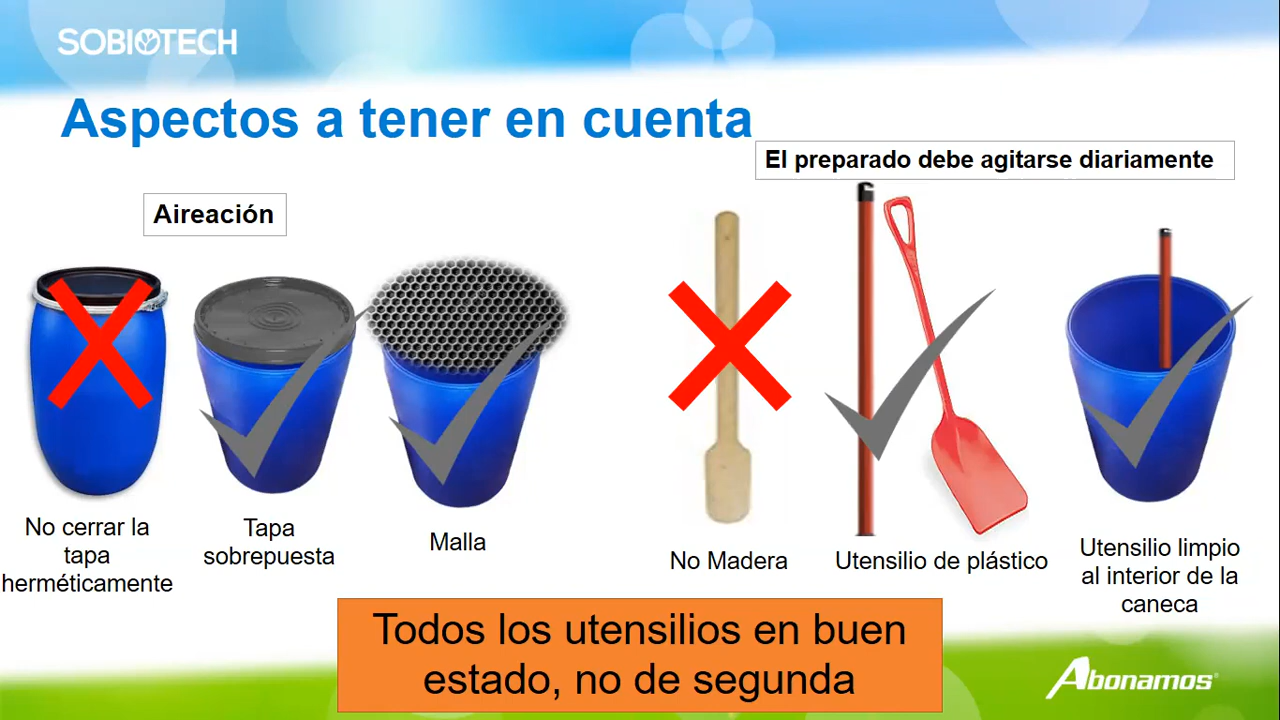 SOBIOTECH
Aspectos a tener en cuenta
El preparado debe agitarse diariamente
Aireación
No cerrar la
tapa
herméticamente
Tapa
sobrepuesta
Malla
No Madera
Utensilio de plástico
Utensilio limpio
al interior de la
caneca
Todos los utensilios en buen
estado, no de segunda
Abonamos